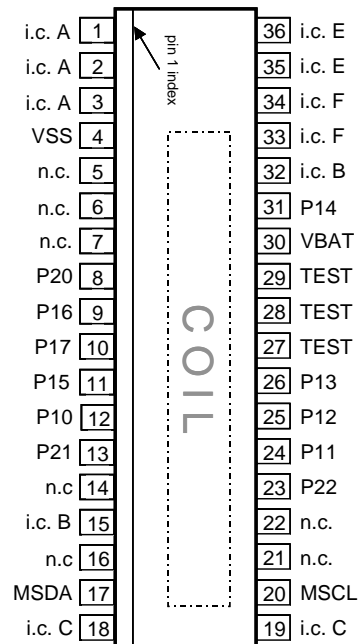 i.c. A 1 36 i.c. E
i.c. A 2 35 i.c. E
i.c. A 3 34 i.c. F
VSS 4 33 i.c. F
n.c. 5 32 i.c. B
n.c. 6 31 P14
n.c. 7 30 VBAT
P20 8 29 TEST
P16 9 28 TEST
P17 10 27 TEST
P15 11 26 P13
P10 12 25 P12
P21 13 24 P11
n.c 14 23 P22
i.c. B 15 22 n.c.
n.c 16 21 n.c.
MSDA 17 20 MSCL
i.c. C 18 19 i.c. C
pin 1 index
COIL